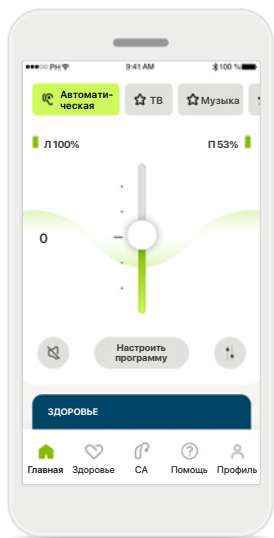 PH 9:41 AM 100 %
Автомати-
ческая
ТВ
Музыка
Л 100%
П 53%
0
Настроить
программу
ЗДОРОВЬЕ
Главная Здоровье СА Помощь Профиль